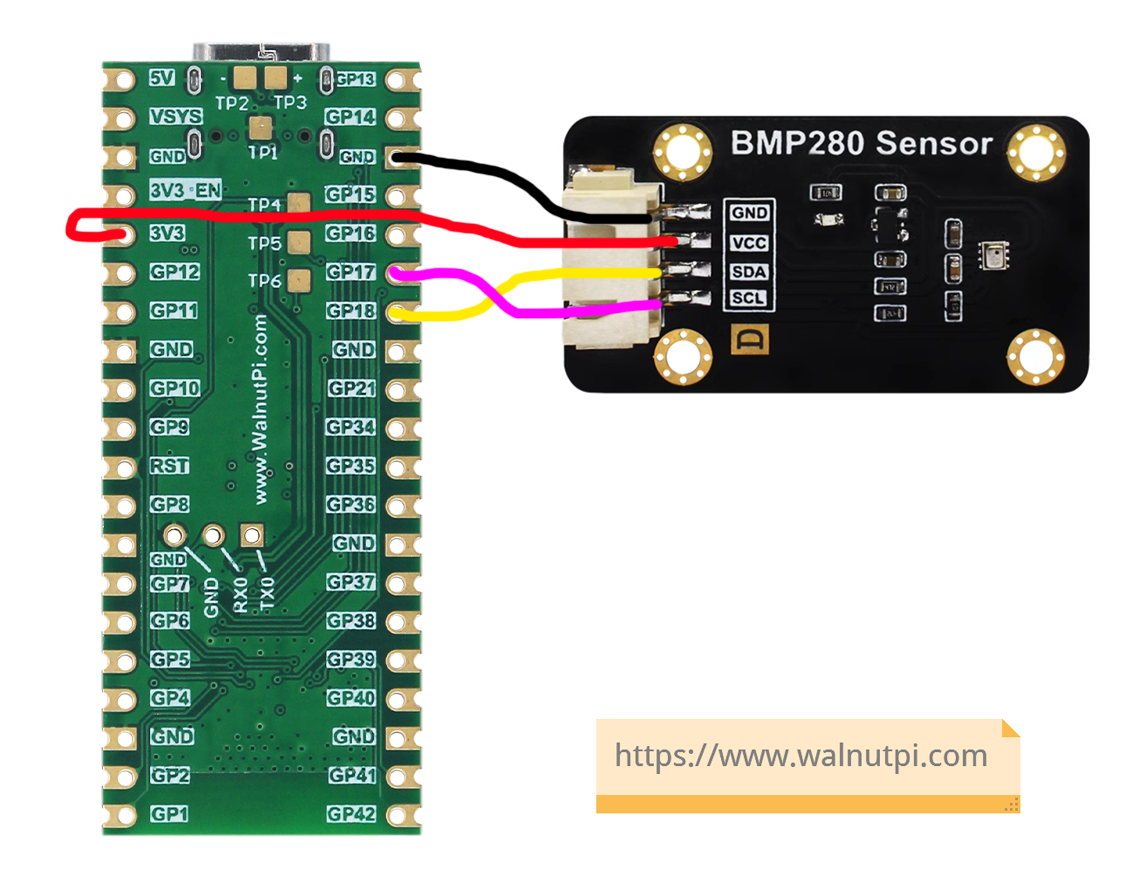 5V
VSYS
GND
3V3 EN
3V3
GP12
GP11
GND
GP10
GP9
RST
GP8
GND
GP7
GP6
GP5
GP4
GND
GP2
GP1
- +
TP2 TP3
TP1
TP4
TP5
TP6
www.WalnutPi.com
GND
RX0
TX0
GP13
GP14
GND
GP15
GP16
GP17
GP18
GND
GP21
GP34
GP35
GP36
GND
GP37
GP38
GP39
GP40
GND
GP41
GP42
BMP280 Sensor
GND
VCC
SDA
SCL
D
https://www.walnutpi.com